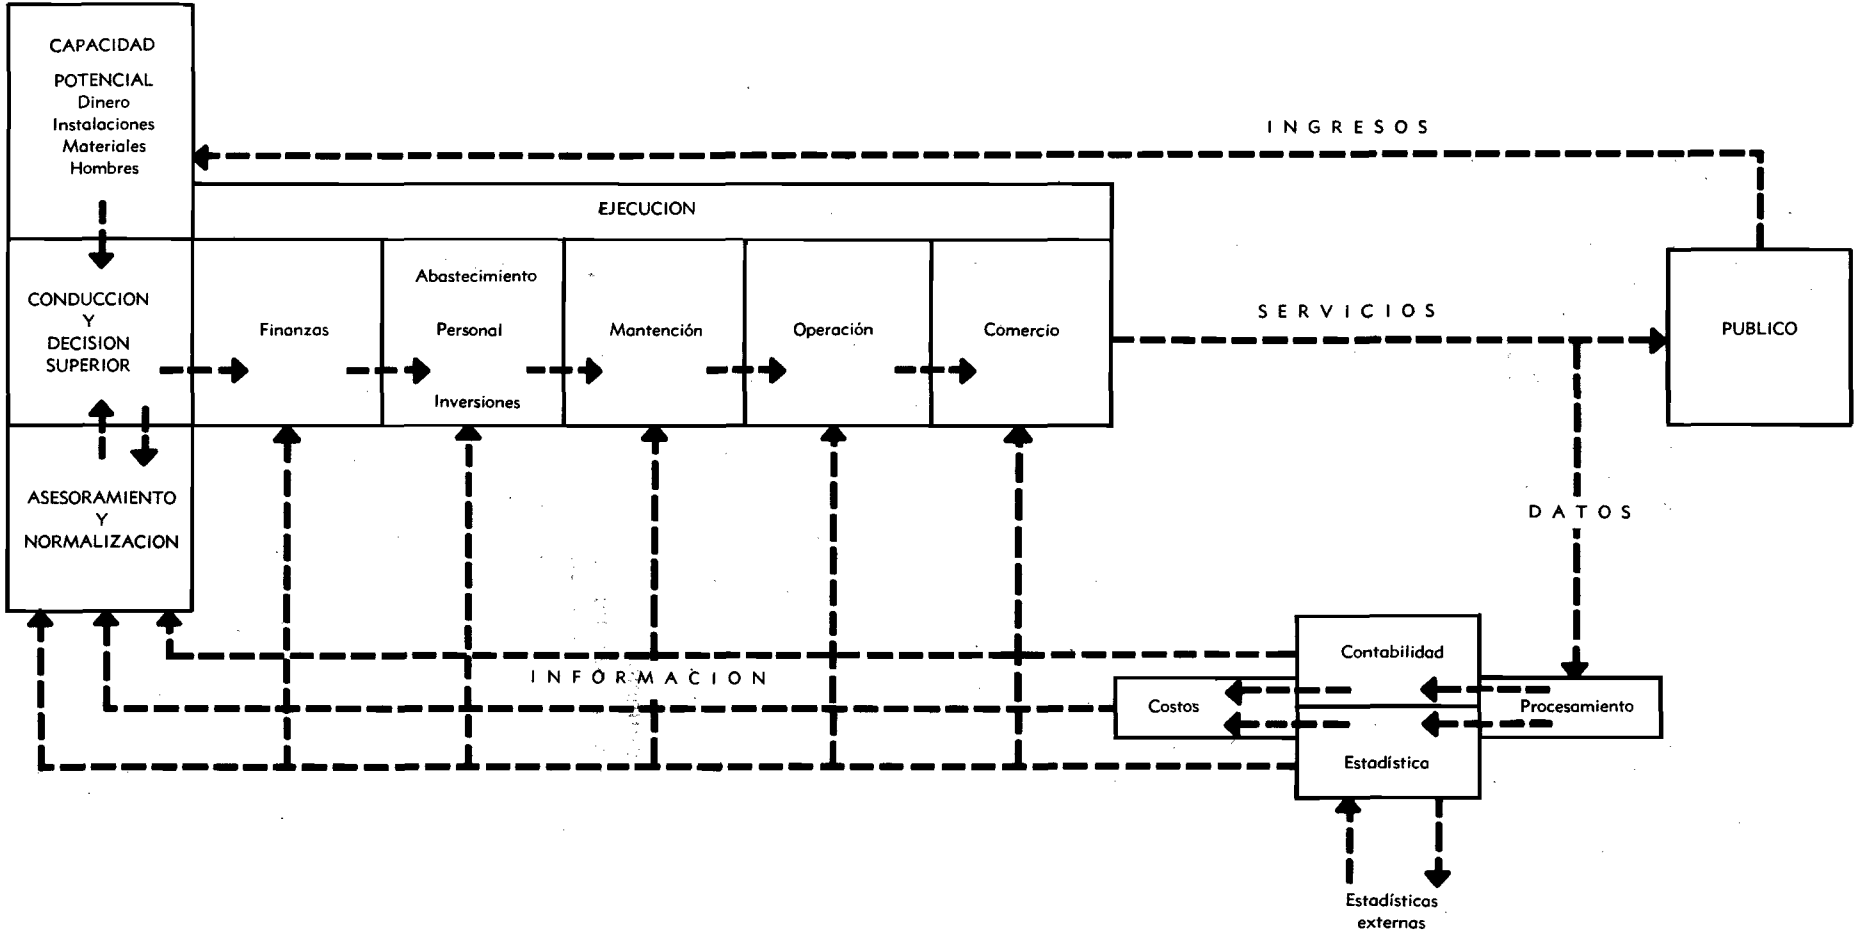 CAPACIDAD
POTENCIAL
Dinero
Instalaciones
Materiales
Hombres
INGRESOS
EJECUCION
CONDUCCION
Y
DECISION
SUPERIOR
Finanzas
Abastecimiento
Personal
Inversiones
Mantención
Operación
Comercio
SERVICIOS
PUBLICO
DATOS
ASESORAMIENTO
Y
NORMALIZACION
INFORMACION
Contabilidad
Costos
Procesamiento
Estadística
Estadísticas
externas